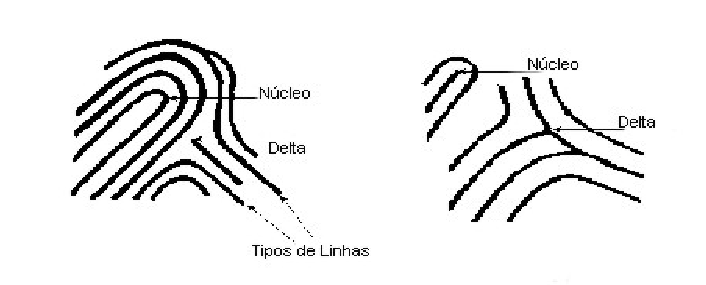 Núcleo
Delta
Tipos de Linhas
Núcleo
Delta